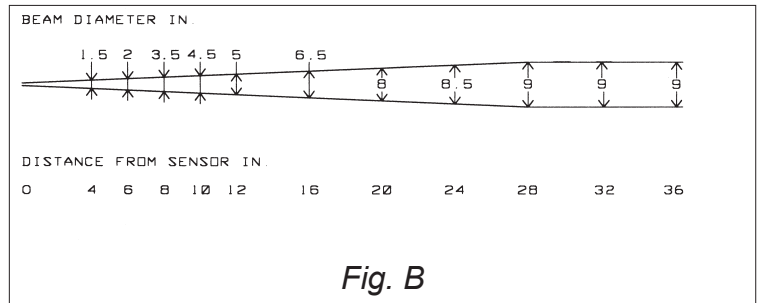 BEAM DIAMETER IN.
1.5 2 3.5 4.5 5 6.5 8 8.5 9 9 9
DISTANCE FROM SENSOR IN.
0 4 6 8 10 12 16 20 24 28 32 36
Fig. B